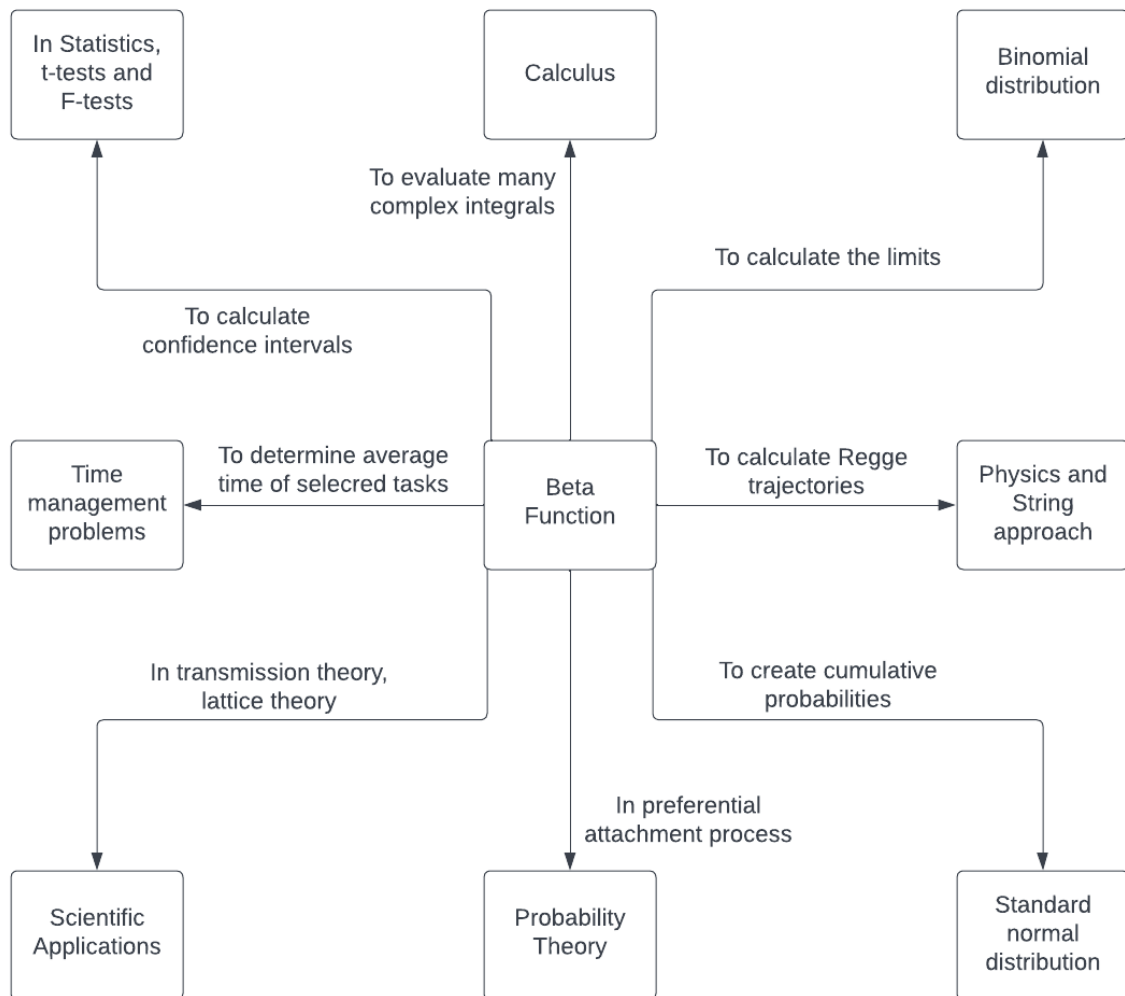 In Statistics,
t-tests and
F-tests
Calculus
Binomial
distribution
To evaluate many
complex integrals
To calculate the limits
To calculate
confidence intervals
Time
management
problems
To determine average
time of selecred tasks
Beta
Function
To calculate Regge
trajectories
Physics and
String
approach
In transmission theory,
lattice theory
To create cumulative
probabilities
In preferential
attachment process
Scientific
Applications
Probability
Theory
Standard
normal
distribution